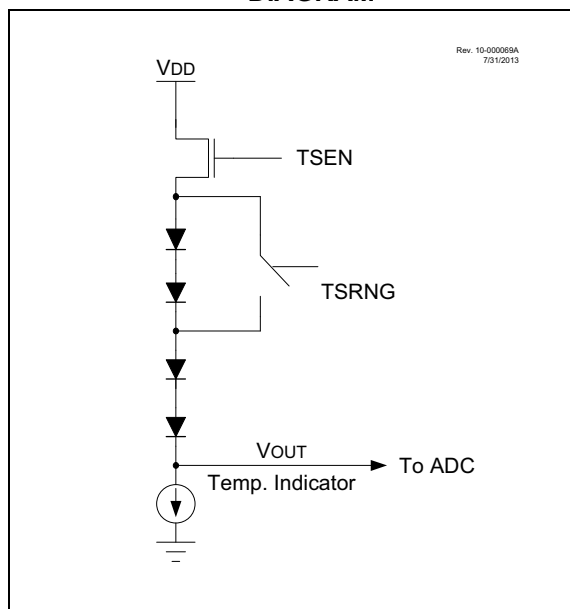 DIAGRAM
Rev. 10-000069A
7/31/2013
VDD
TSEN
TSRNG
VOUT
To ADC
Temp. Indicator